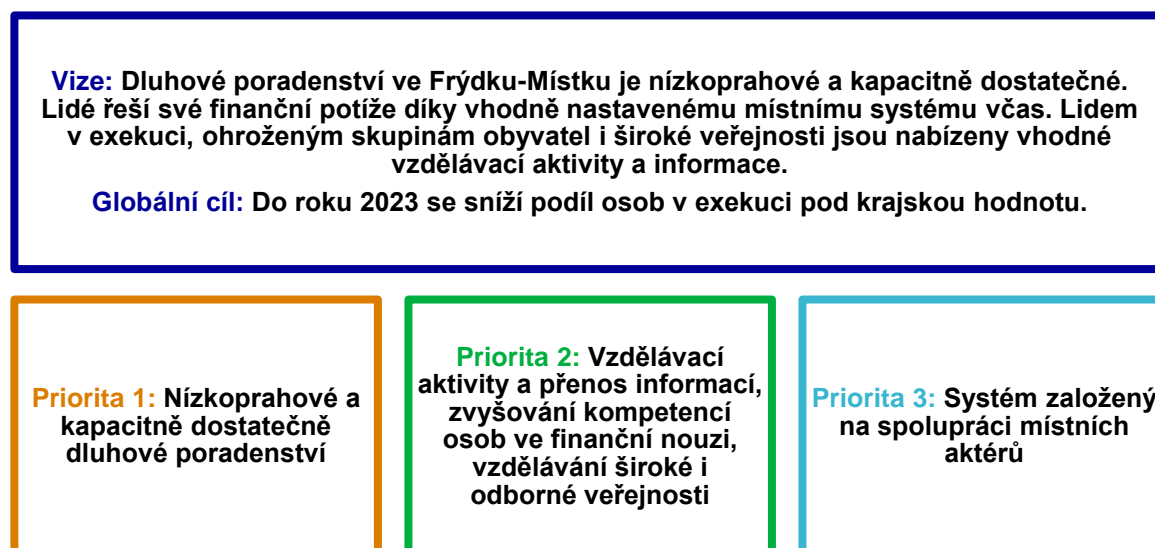 Vize: Dluhové poradenství ve Frýdku-Místku je nízkoprahové a kapacitně dostatečné.
Lidé řeší své finanční potíže díky vhodně nastavenému místnímu systému včas. Lidem
v exekuci, ohroženým skupinám obyvatel i široké veřejnosti jsou nabízeny vhodné
vzdělávací aktivity a informace.
Globální cíl: Do roku 2023 se sníží podíl osob v exekuci pod krajskou hodnotu.
Priorita 1: Nízkoprahové a
kapacitně dostatečně
dluhové poradenství
Priorita 2: Vzdělávací
aktivity a přenos informací,
zvyšování kompetencí
osob ve finanční nouzi,
vzdělávání široké i
odborné veřejnosti
Priorita 3: Systém založený
na spolupráci místních
aktérů